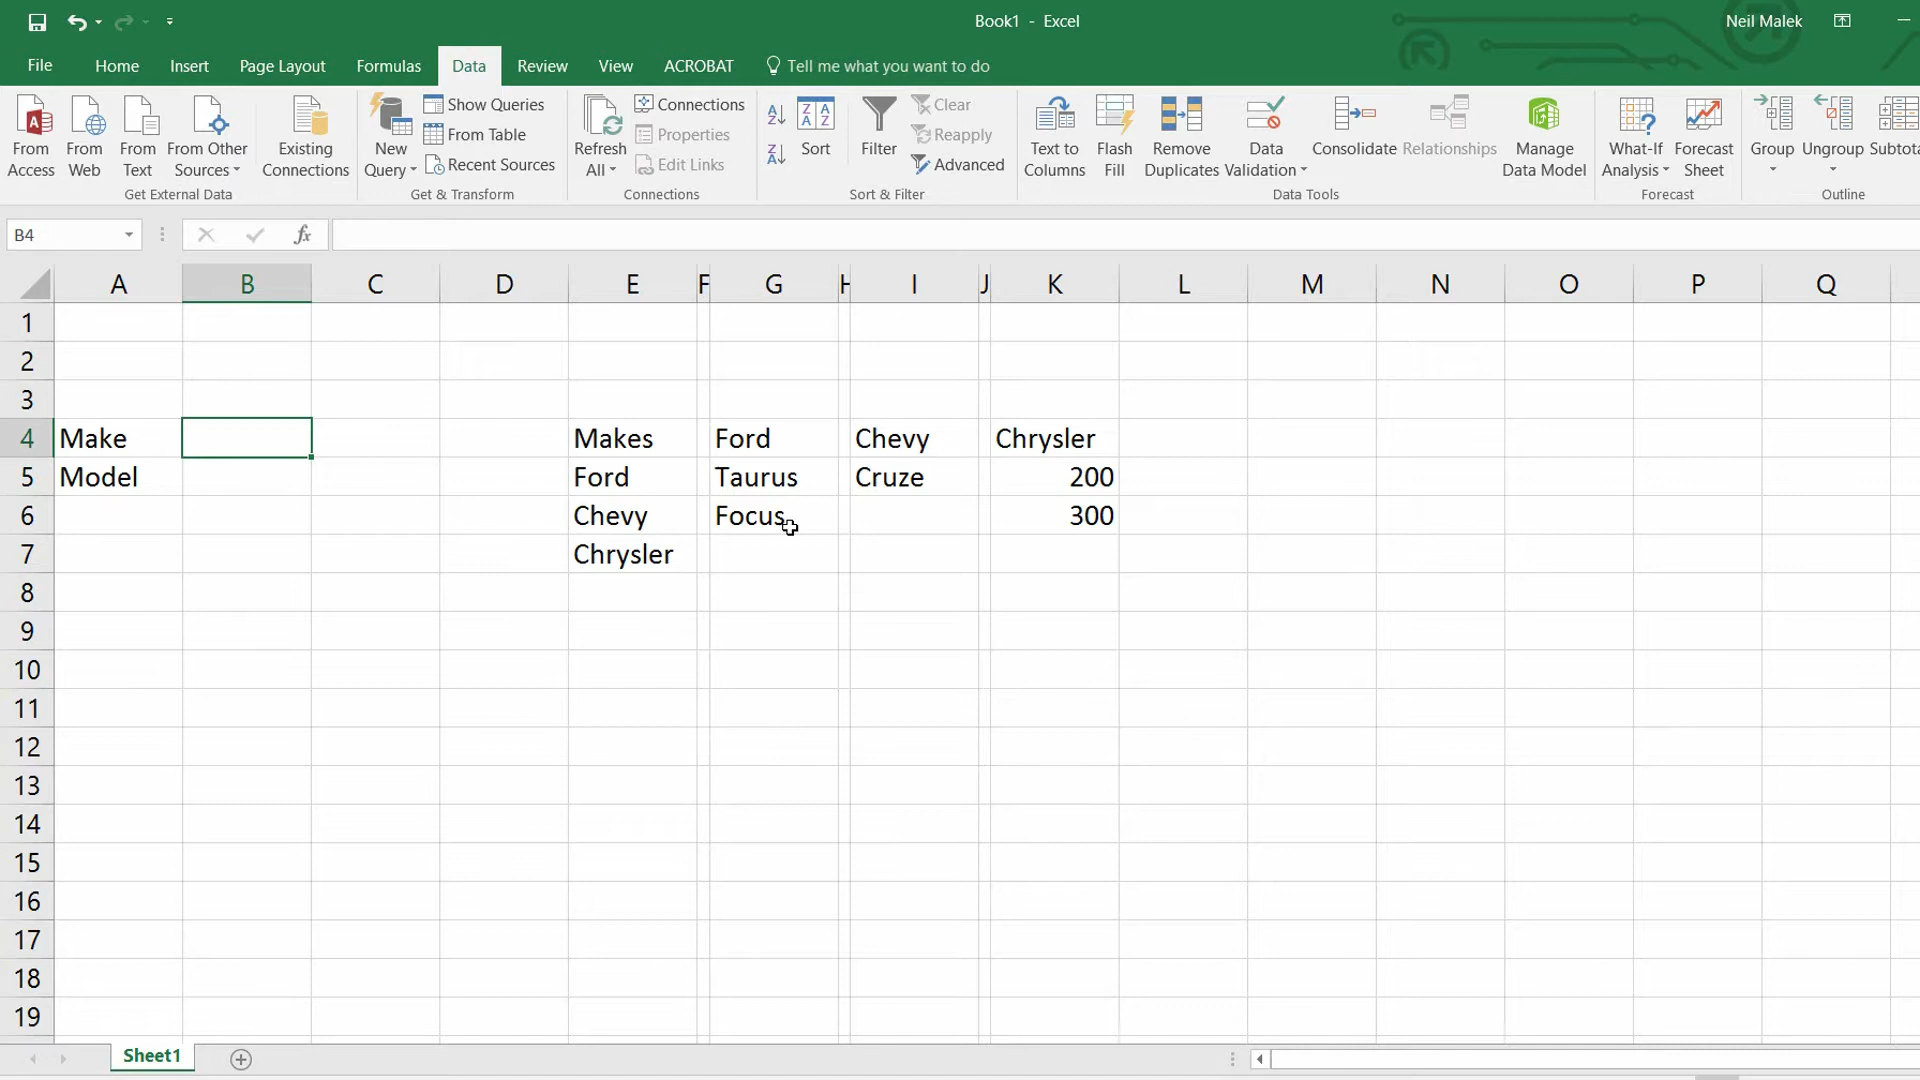 Book1 - Excel
Neil Malek
File Home Insert Page Layout Formulas Data Review View ACROBAT Tell me what you want to do
From Access
From Web
From Text
From Other Sources
Existing Connections
Get External Data
New Query
Show Queries
From Table
Recent Sources
Get & Transform
Refresh All
Connections
Properties
Edit Links
Connections
Sort
Filter
Clear
Reapply
Advanced
Sort & Filter
Text to Columns
Flash Fill
Remove Duplicates
Data Validation
Consolidate
Relationships
Manage Data Model
Data Tools
What-If Analysis
Forecast Sheet
Forecast
Group
Ungroup
Outline
B4 fx
A B C D E F G H I J K L M N O P Q
1
2
3
4 Make Makes Ford Chevy Chrysler
5 Model Ford Taurus Cruze 200
6 Chevy Focus 300
7 Chrysler
8
9
10
11
12
13
14
15
16
17
18
19
Sheet1